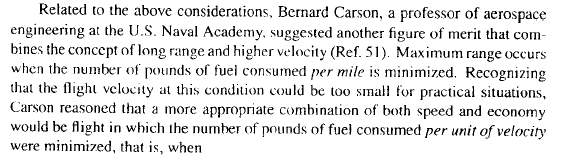 Related to the above considerations, Bernard Carson, a professor of aerospace
engineering at the U.S. Naval Academy, suggested another figure of merit that com-
bines the concept of long range and higher velocity (Ref. 51). Maximum range occurs
when the number of pounds of fuel consumed per mile is minimized. Recognizing
that the flight velocity at this condition could be too small for practical situations,
Carson reasoned that a more appropriate combination of both speed and economy
would be flight in which the number of pounds of fuel consumed per unit of velocity
were minimized, that is, when